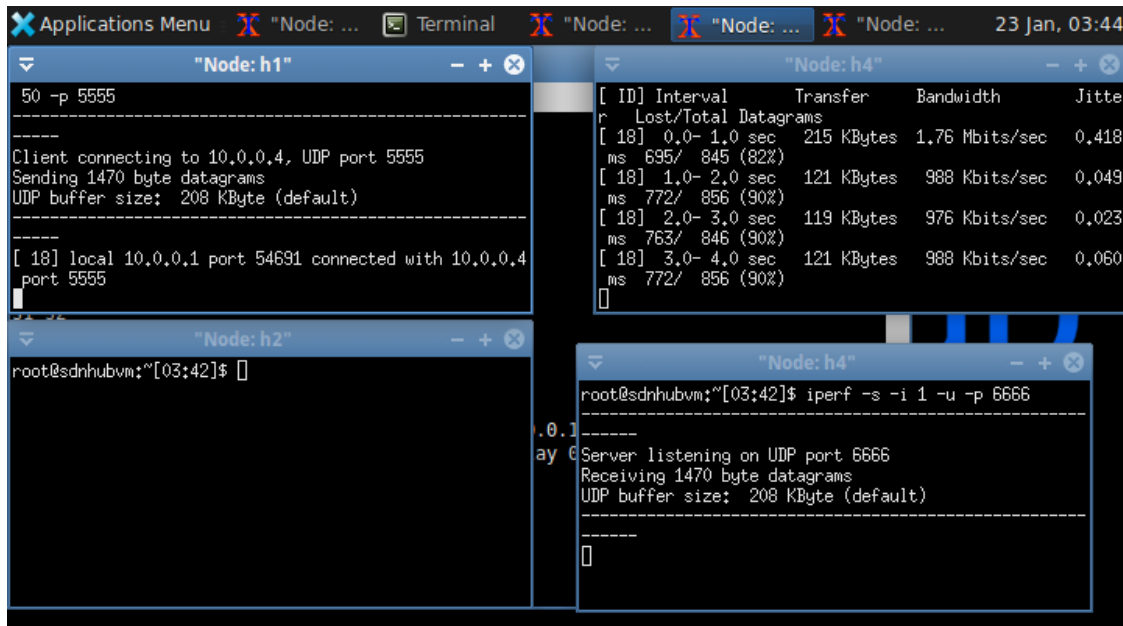 Applications Menu "Node: ... Terminal "Node: ... "Node: ... "Node: ... 23 Jan, 03:44
"Node: h1"
50 -p 5555
------------------------------------------------------------
-----
Client connecting to 10.0.0.4, UDP port 5555
Sending 1470 byte datagrams
UDP buffer size: 208 KByte (default)
------------------------------------------------------------
-----
[ 18] local 10.0.0.1 port 54691 connected with 10.0.0.4
port 5555
"Node: h4"
[ ID] Interval Transfer Bandwidth Jitte
r Lost/Total Datagrams
[ 18] 0.0- 1.0 sec 215 KBytes 1.76 Mbits/sec 0.418
ms 695/ 845 (82%)
[ 18] 1.0- 2.0 sec 121 KBytes 988 Kbits/sec 0.049
ms 772/ 856 (90%)
[ 18] 2.0- 3.0 sec 119 KBytes 976 Kbits/sec 0.023
ms 763/ 846 (90%)
[ 18] 3.0- 4.0 sec 121 KBytes 988 Kbits/sec 0.060
ms 772/ 856 (90%)
"Node: h2"
root@sdnhubvm:~[03:42]$
.0.1
ay 0
"Node: h4"
root@sdnhubvm:~[03:42]$ iperf -s -i 1 -u -p 6666
------------------------------------------------------------
------
Server listening on UDP port 6666
Receiving 1470 byte datagrams
UDP buffer size: 208 KByte (default)
------------------------------------------------------------
------